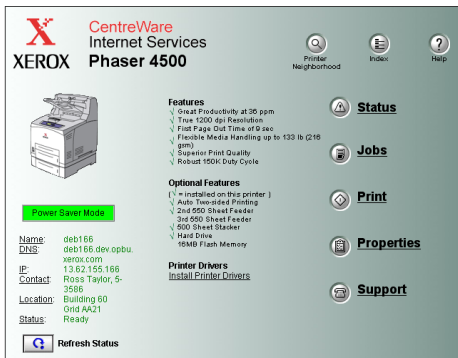 CentreWare
Internet Services
XEROX Phaser 4500
Printer
Neighborhood
Index
Help
Features
√ Great Productivity at 36 ppm
√ True 1200 dpi Resolution
√ First Page Out Time of 9 sec
√ Flexible Media Handling up to 133 lb (216
gsm)
√ Superior Print Quality
√ Robust 150K Duty Cycle
Optional Features
(√ = installed on this printer )
√ Auto Two-sided Printing
√ 2nd 550 Sheet Feeder
3rd 550 Sheet Feeder
√ 500 Sheet Stacker
√ Hard Drive
16MB Flash Memory
Printer Drivers
Install Printer Drivers
Status
Jobs
Print
Properties
Support
Power Saver Mode
Name: deb166
DNS: deb166.dev.opbu.
xerox.com
IP: 13.62.155.166
Contact: Ross Taylor, 5-
3586
Location: Building 60
Grid AA21
Status: Ready
Refresh Status